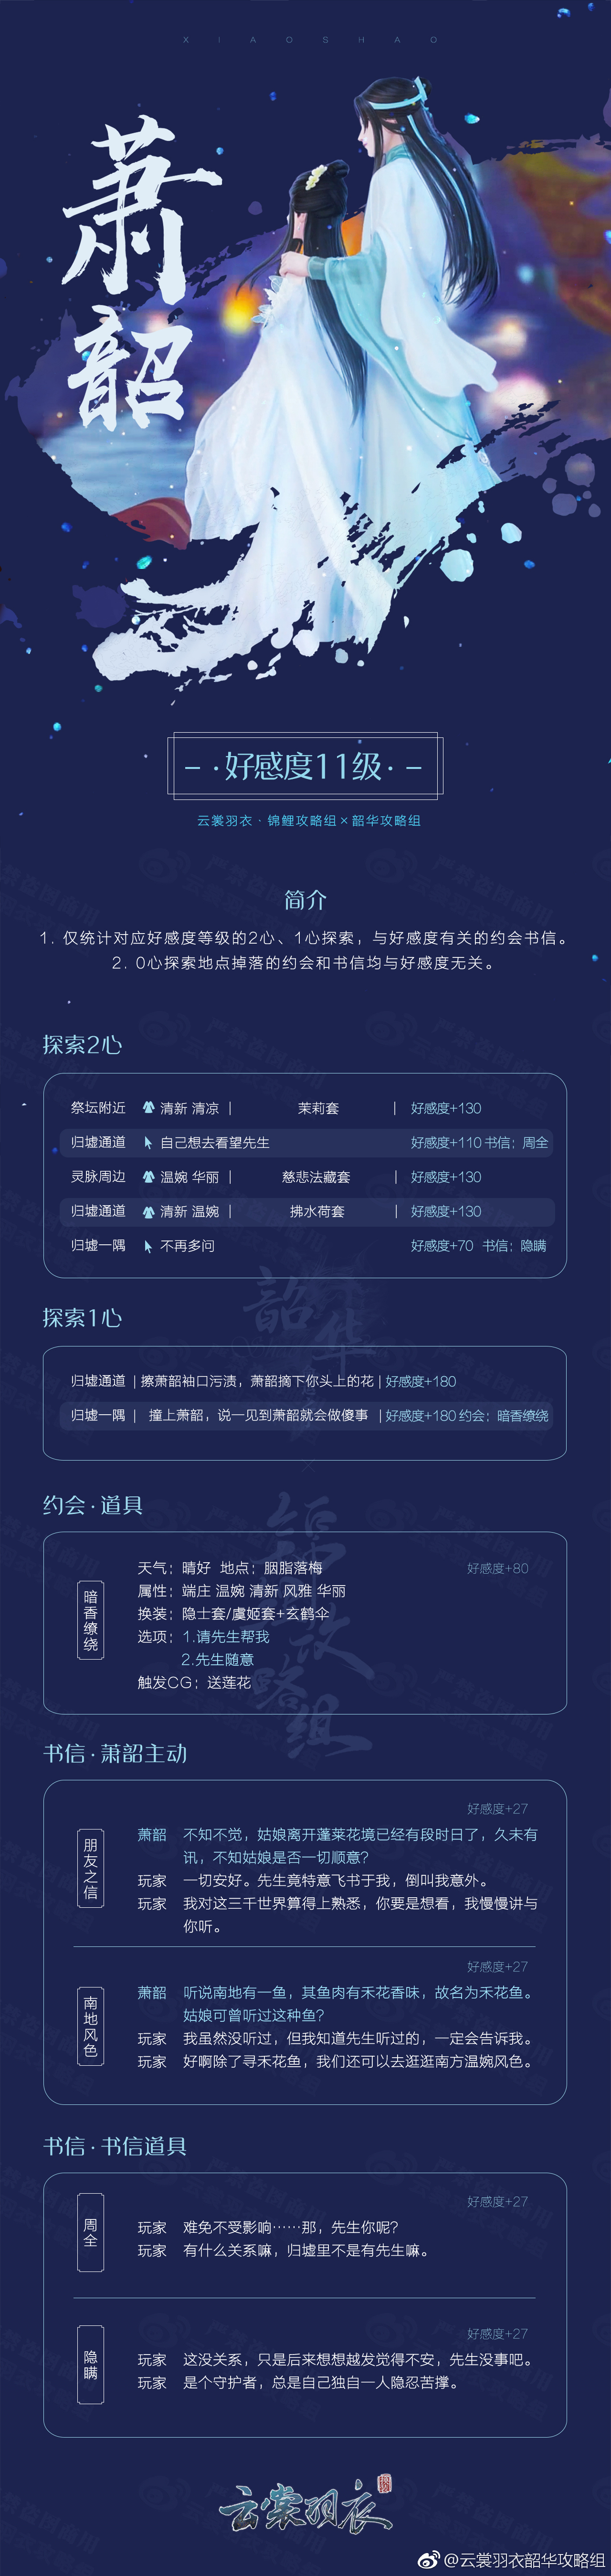 XIAOSHAO
萧韶
- ·好感度11级· -
云裳羽衣·锦鲤攻略组×韶华攻略组
简介
1. 仅统计对应好感度等级的2心、1心探索，与好感度有关的约会书信。
2. 0心探索地点掉落的约会和书信均与好感度无关。
探索2心
祭坛附近 清新 清凉 | 茉莉套 | 好感度+130
归墟通道 自己想去看望先生 好感度+110 书信：周全
灵脉周边 温婉 华丽 | 慈悲法藏套 | 好感度+130
归墟通道 清新 温婉 | 拂水荷套 | 好感度+130
归墟一隅 不再多问 好感度+70 书信：隐瞒
探索1心
归墟通道 | 擦萧韶袖口污渍，萧韶摘下你头上的花 | 好感度+180
归墟一隅 | 撞上萧韶，说一见到萧韶就会做傻事 | 好感度+180 约会：暗香缭绕
约会·道具
暗香缭绕
天气：晴好 地点：胭脂落梅 好感度+80
属性：端庄 温婉 清新 风雅 华丽
换装：隐士套/虞姬套+玄鹤伞
选项：1.请先生帮我
2.先生随意
触发CG：送莲花
书信·萧韶主动
好感度+27
朋友之信
萧韶 不知不觉，姑娘离开蓬莱花境已经有段时日了，久未有
讯，不知姑娘是否一切顺意？
玩家 一切安好。先生竟特意飞书于我，倒叫我意外。
玩家 我对这三千世界算得上熟悉，你要是想看，我慢慢讲与
你听。
好感度+27
南地风色
萧韶 听说南地有一鱼，其鱼肉有禾花香味，故名为禾花鱼。
姑娘可曾听过这种鱼？
玩家 我虽然没听过，但我知道先生听过的，一定会告诉我。
玩家 好啊除了寻禾花鱼，我们还可以去逛逛南方温婉风色。
书信·书信道具
好感度+27
周全
玩家 难免不受影响……那，先生你呢？
玩家 有什么关系嘛，归墟里不是有先生嘛。
好感度+27
隐瞒
玩家 这没关系，只是后来想想越发觉得不安，先生没事吧。
玩家 是个守护者，总是自己独自一人隐忍苦撑。
云裳羽衣
@云裳羽衣韶华攻略组